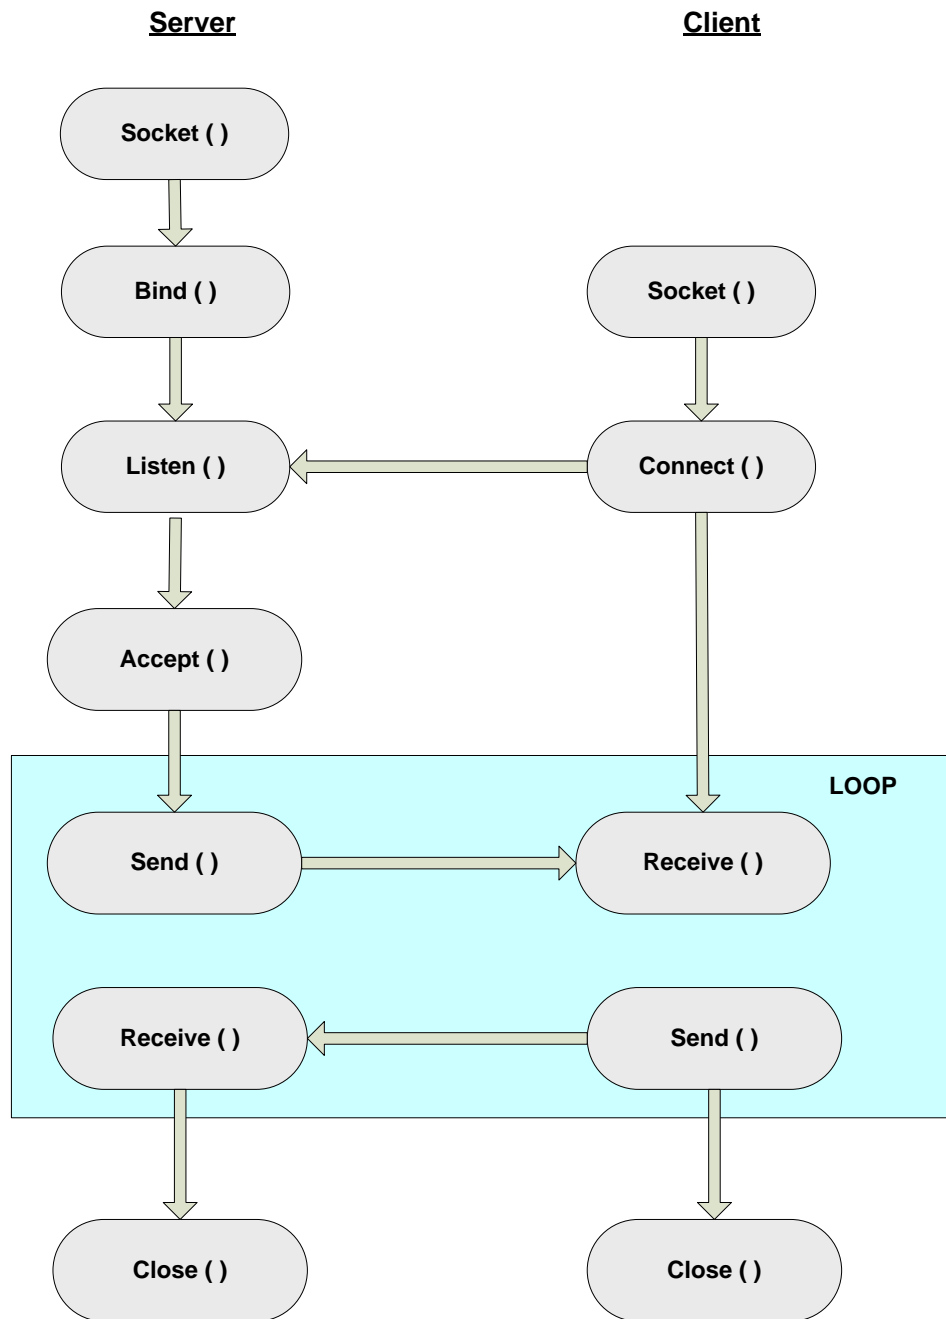 Server
Client
Socket ( )
Bind ( )
Socket ( )
Listen ( )
Connect ( )
Accept ( )
LOOP
Send ( )
Receive ( )
Receive ( )
Send ( )
Close ( )
Close ( )